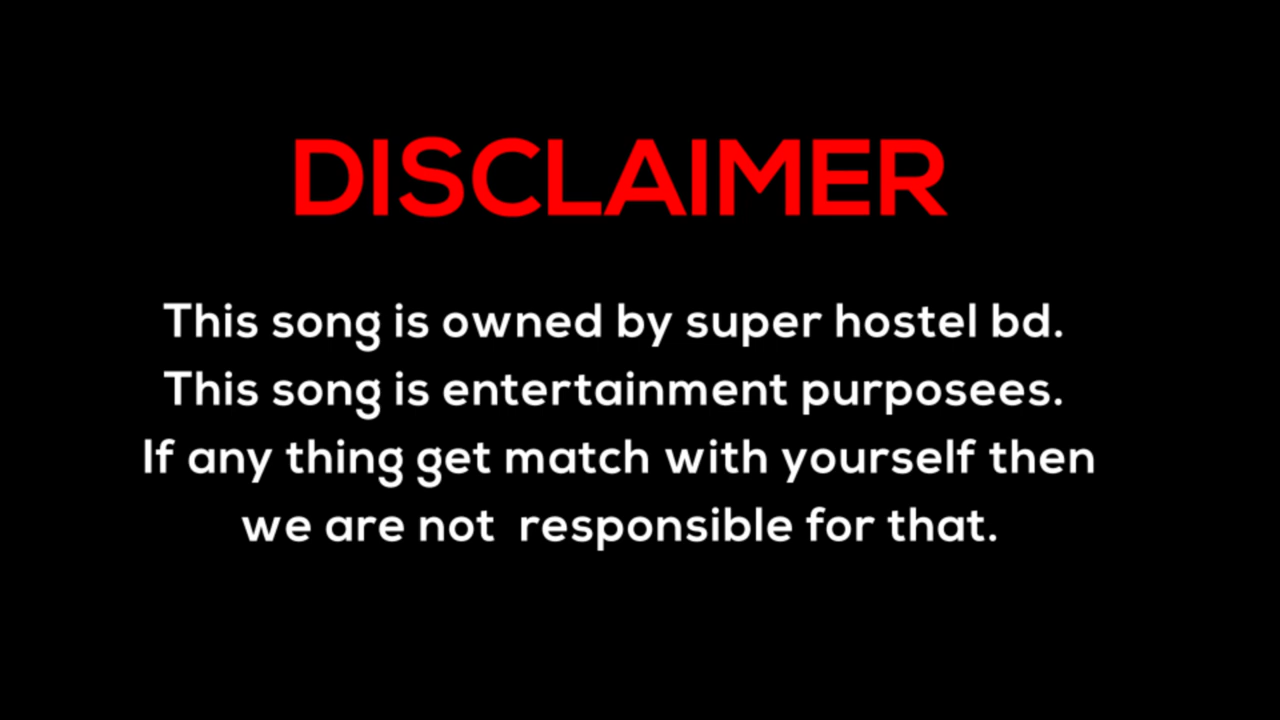 DISCLAIMER
This song is owned by super hostel bd.
This song is entertainment purposees.
If any thing get match with yourself then
we are not  responsible for that.